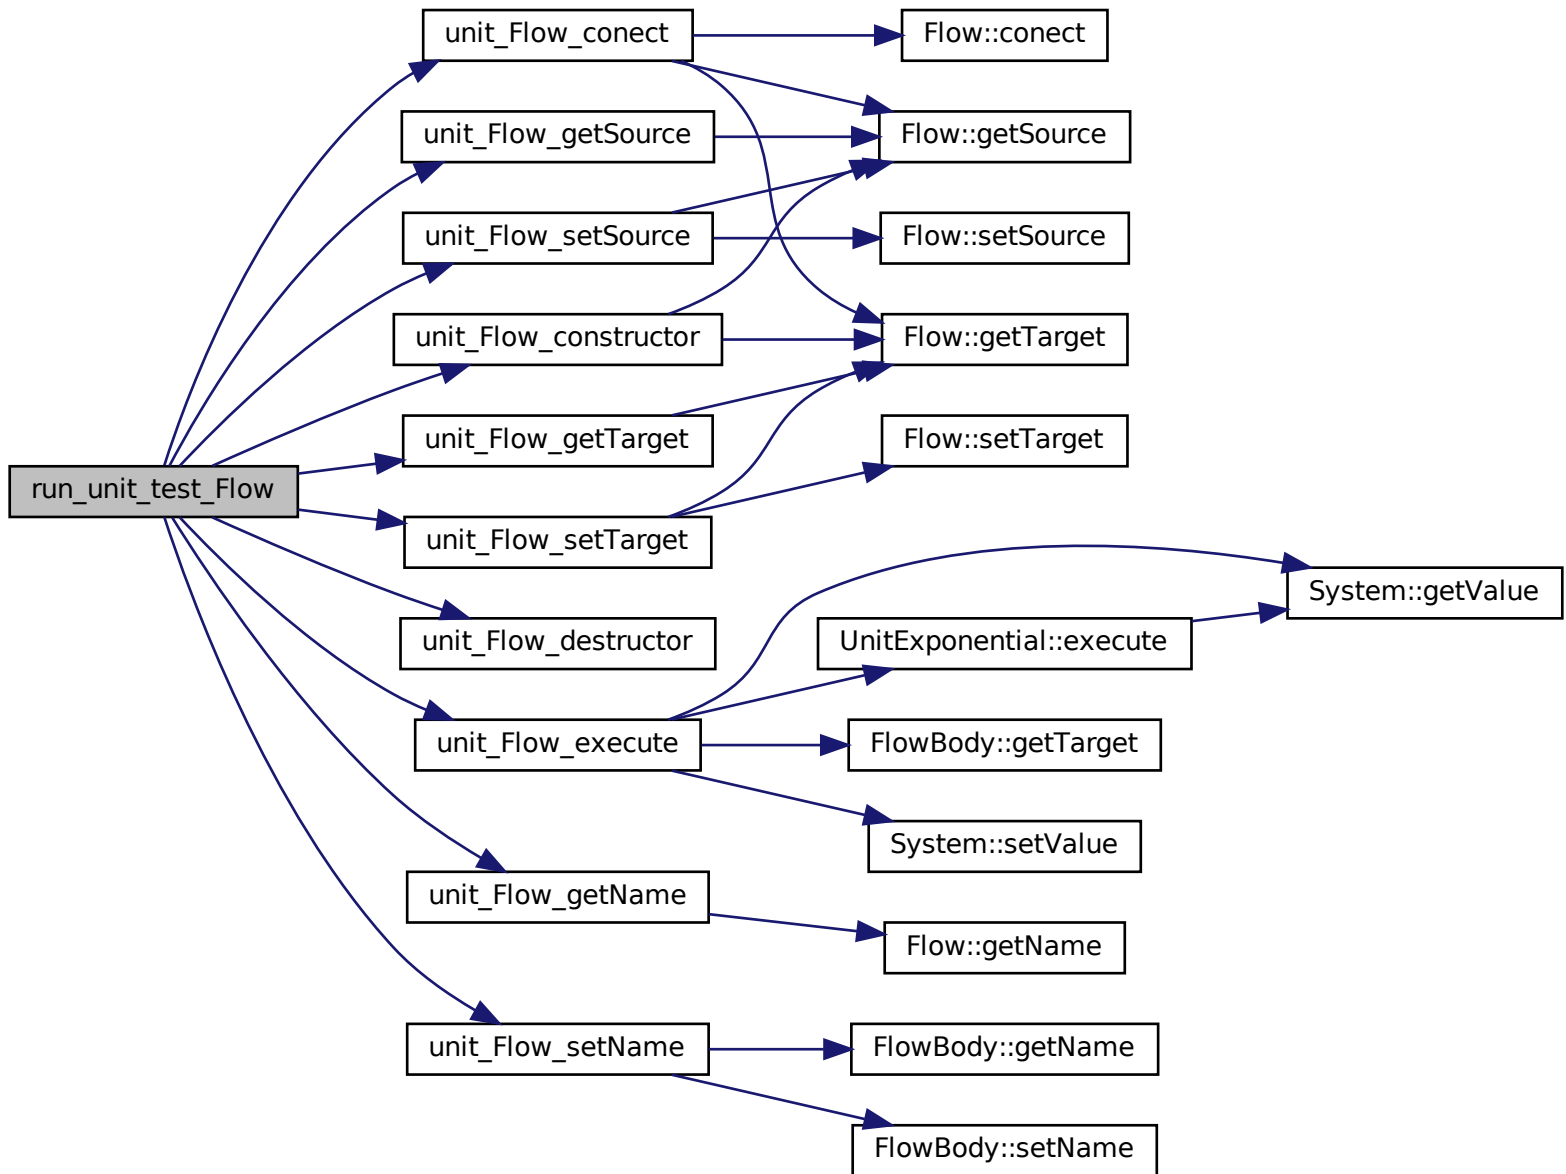 unit_Flow_conect
Flow::conect
unit_Flow_getSource
Flow::getSource
unit_Flow_setSource
Flow::setSource
unit_Flow_constructor
Flow::getTarget
unit_Flow_getTarget
Flow::setTarget
run_unit_test_Flow
unit_Flow_setTarget
System::getValue
unit_Flow_destructor
UnitExponential::execute
unit_Flow_execute
FlowBody::getTarget
System::setValue
unit_Flow_getName
Flow::getName
unit_Flow_setName
FlowBody::getName
FlowBody::setName